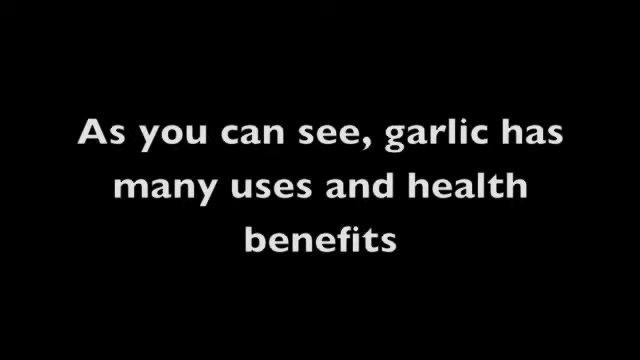 As you can see, garlic has
many uses and health
benefits